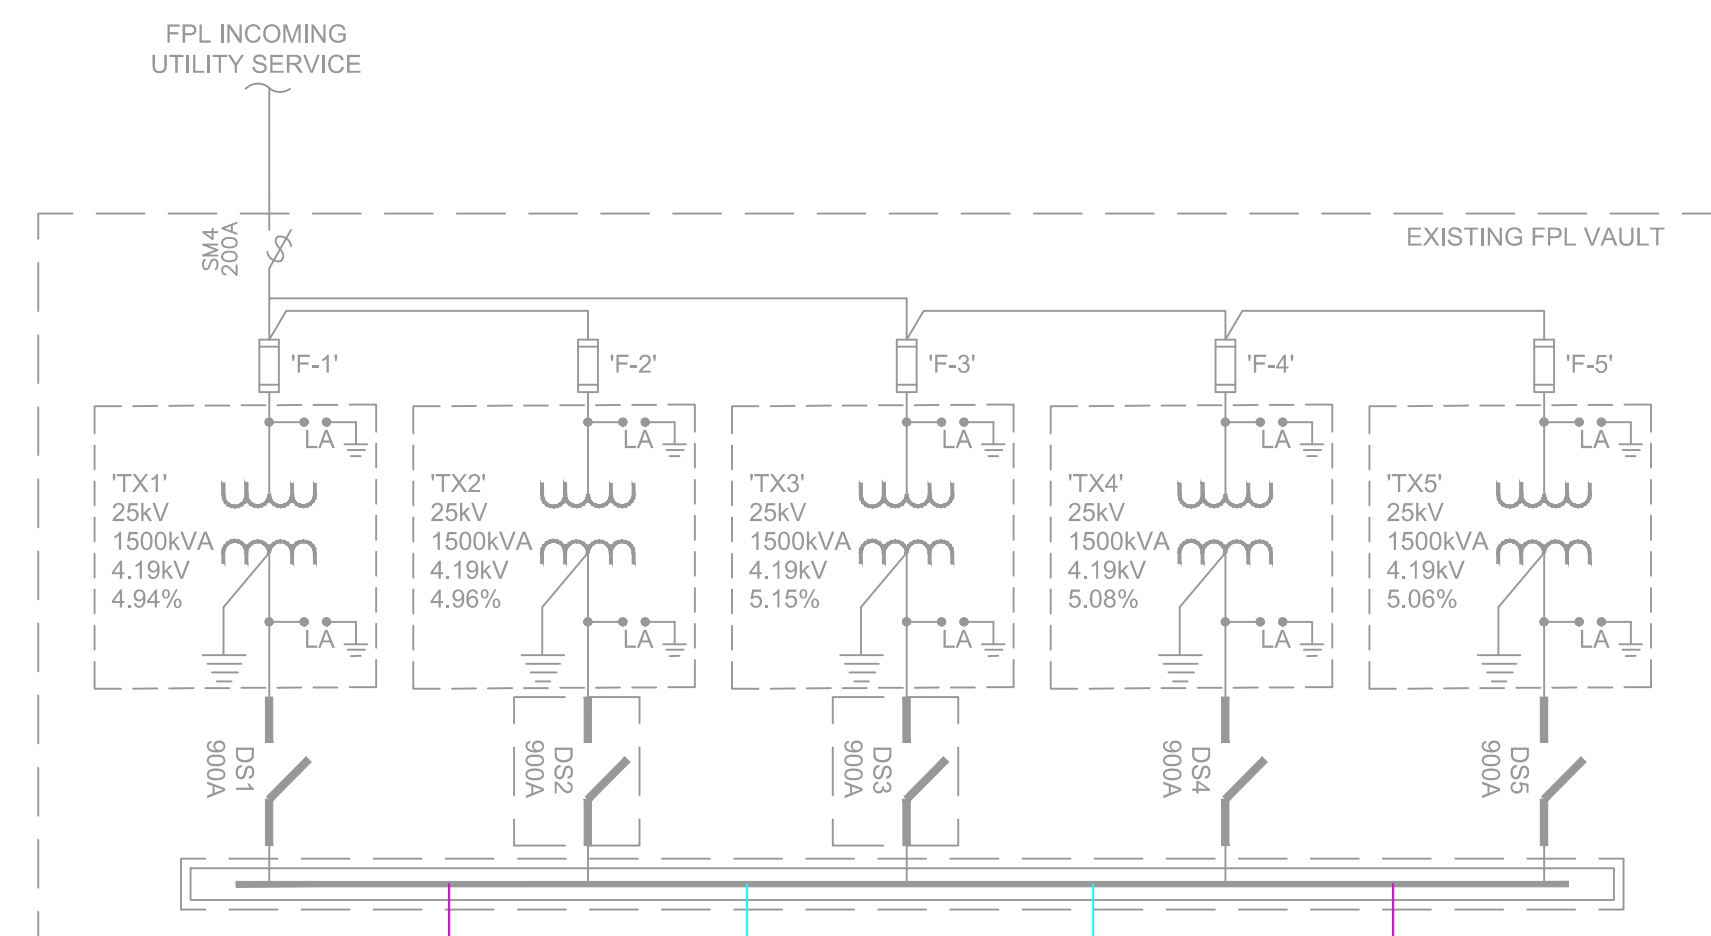 FPL INCOMING
UTILITY SERVICE
EXISTING FPL VAULT
SM4
200A
'F-1'
'F-2'
'F-3'
'F-4'
'F-5'
LA
LA
LA
LA
LA
'TX1'
25kV
1500kVA
4.19kV
4.94%
'TX2'
25kV
1500kVA
4.19kV
4.96%
'TX3'
25kV
1500kVA
4.19kV
5.15%
'TX4'
25kV
1500kVA
4.19kV
5.08%
'TX5'
25kV
1500kVA
4.19kV
5.06%
LA
LA
LA
LA
LA
DS1
900A
DS2
900A
DS3
900A
DS4
900A
DS5
900A